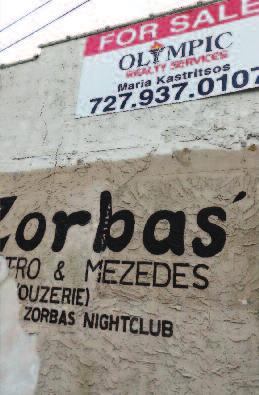 FOR SALE
OLYMPIC
REALTY SERVICES
Maria Kastritsos
727.937.0107
Zorbas'
TRO & MEZEDES
(OUZERIE)
ZORBAS NIGHTCLUB